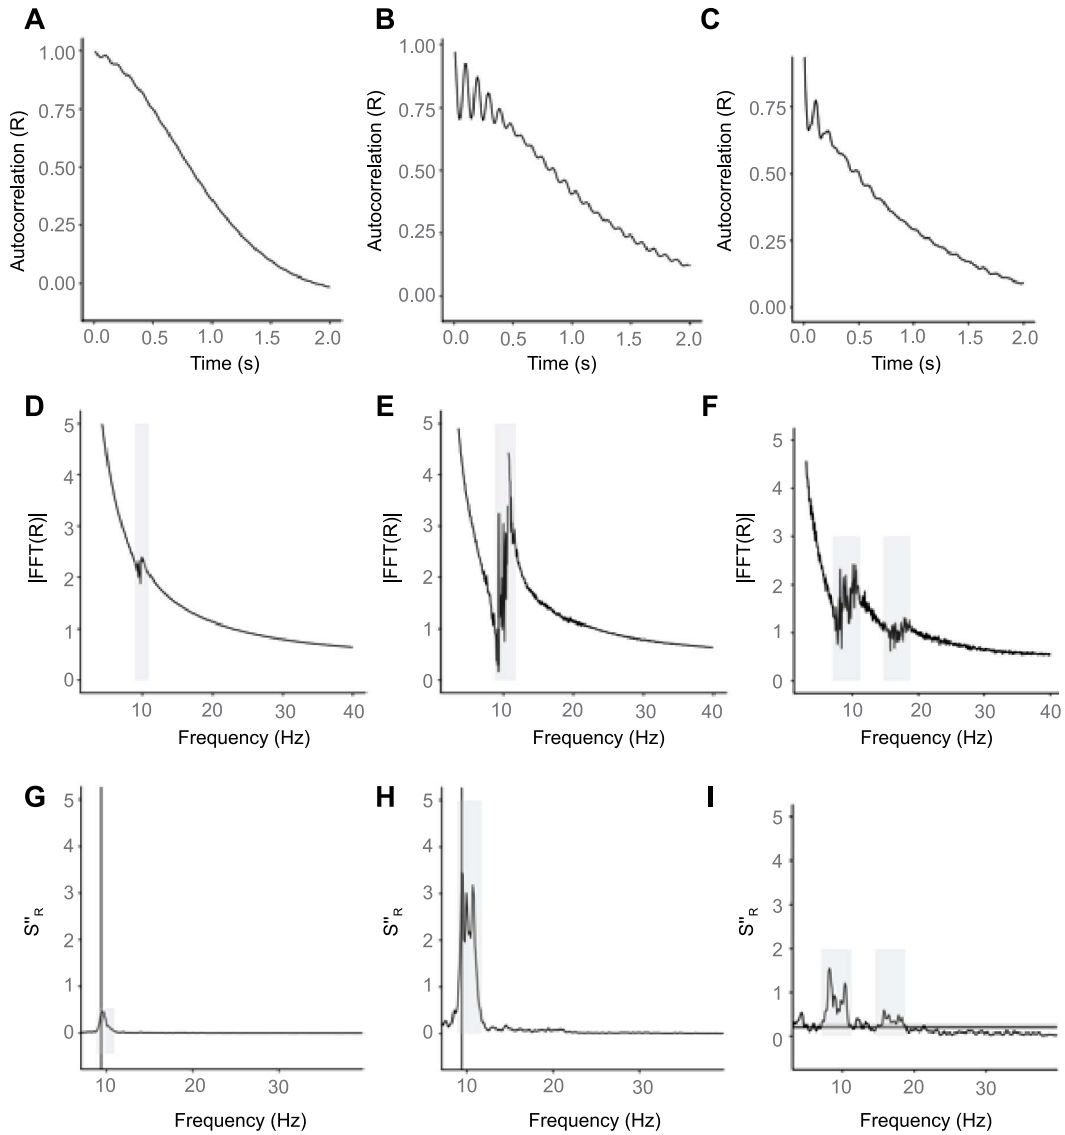 A
B
C
Autocorrelation (R)
1.00
0.75
0.50
0.25
0.00
0.0 0.5 1.0 1.5 2.0
Time (s)
Autocorrelation (R)
1.00
0.75
0.50
0.25
0.00
0.0 0.5 1.0 1.5 2.0
Time (s)
Autocorrelation (R)
0.75
0.50
0.25
0.00
0.0 0.5 1.0 1.5 2.0
Time (s)
D
E
F
|FFT(R)|
5
4
3
2
1
0
10 20 30 40
Frequency (Hz)
|FFT(R)|
5
4
3
2
1
0
10 20 30 40
Frequency (Hz)
|FFT(R)|
5
4
3
2
1
0
10 20 30 40
Frequency (Hz)
G
H
I
S"R
5
4
3
2
1
0
10 20 30
Frequency (Hz)
S"R
5
4
3
2
1
0
10 20 30
Frequency (Hz)
S"R
5
4
3
2
1
0
10 20 30
Frequency (Hz)